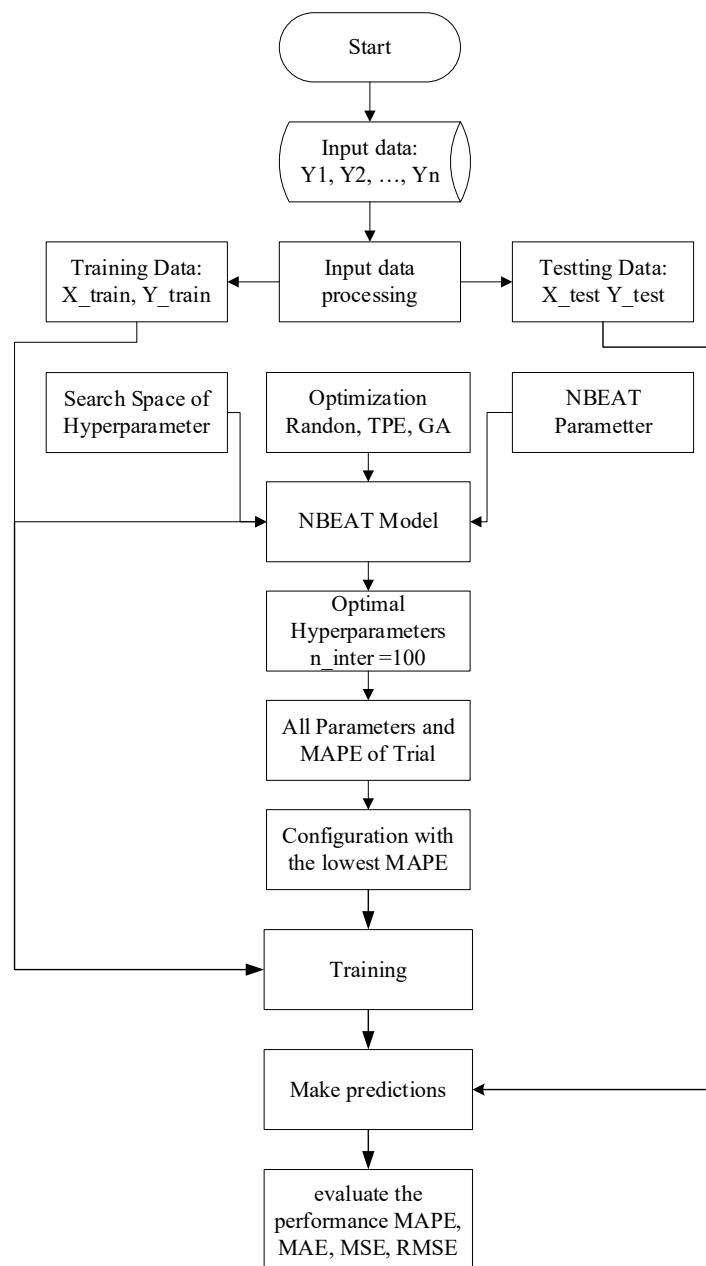 Start
Input data:
Y1, Y2, …, Yn
Training Data:
X_train, Y_train
Input data
processing
Testting Data:
X_test Y_test
Search Space of
Hyperparameter
Optimization
Randon, TPE, GA
NBEAT
Parametter
NBEAT Model
Optimal
Hyperparameters
n_inter =100
All Parameters and
MAPE of Trial
Configuration with
the lowest MAPE
Training
Make predictions
evaluate the
performance MAPE,
MAE, MSE, RMSE